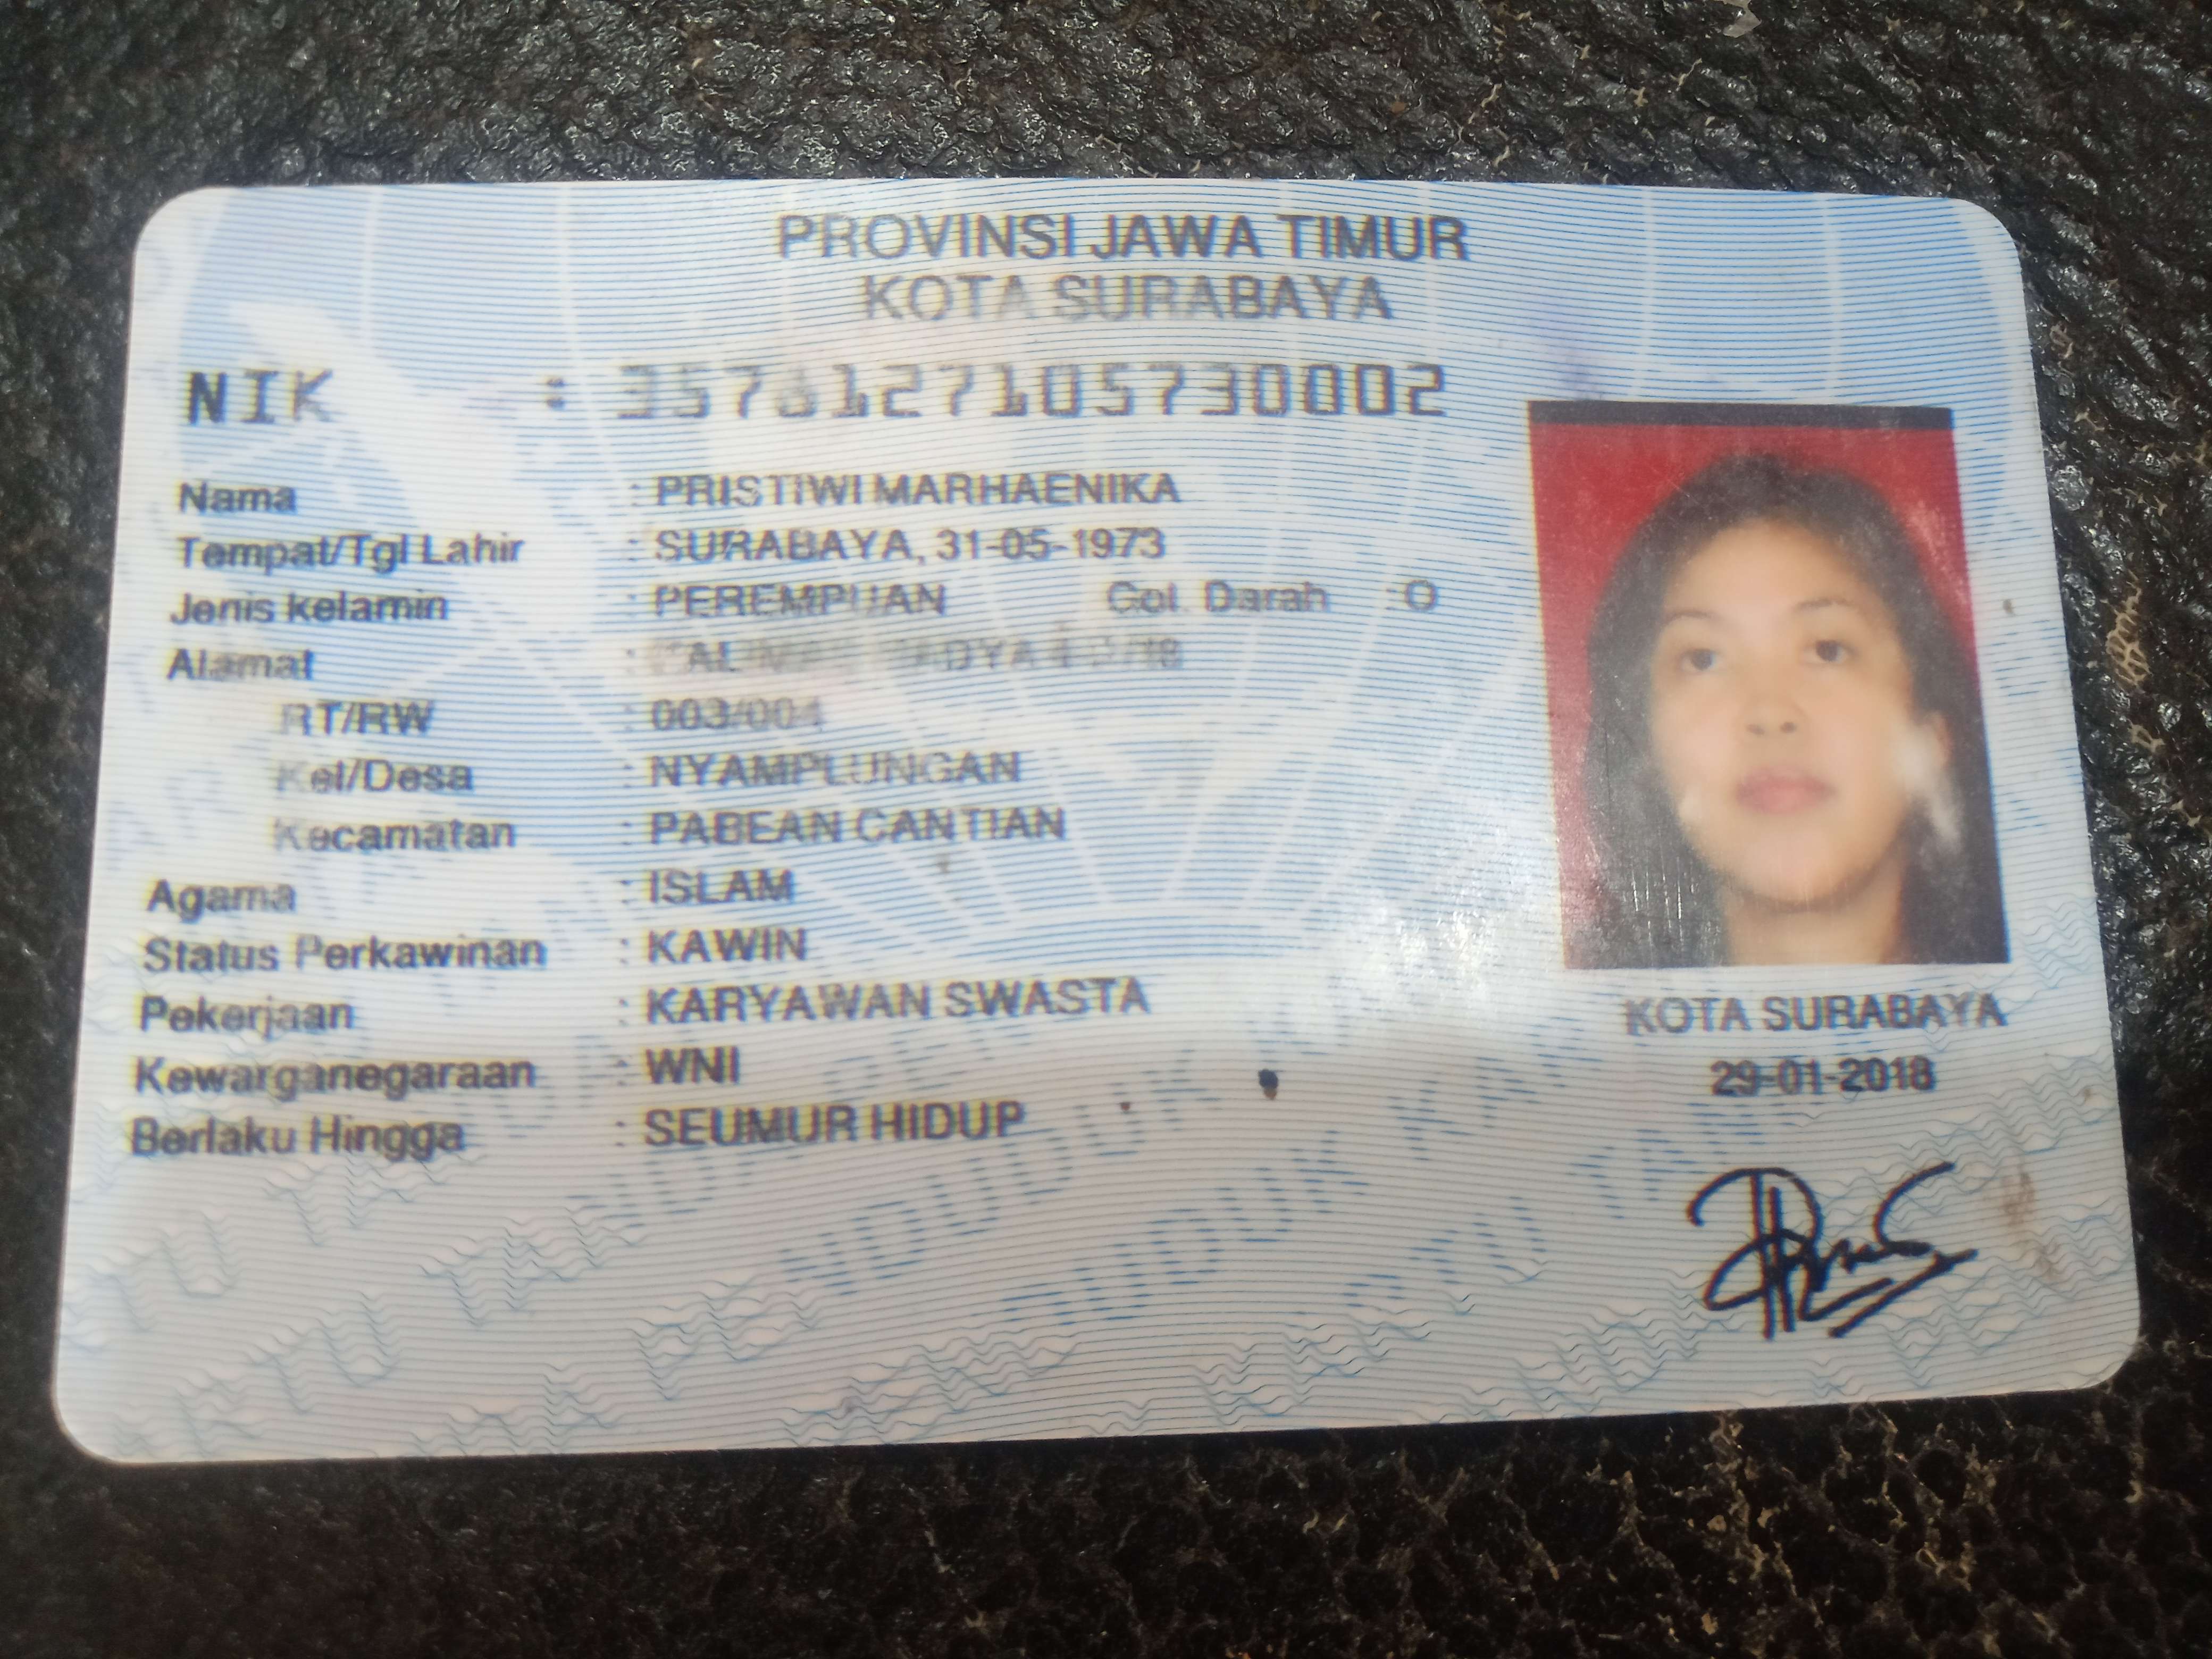 PROVINSI JAWA TIMUR
KOTA SURABAYA
NIK : 3578127105730002
Nama : PRISTIWI MARHAENIKA
Tempat/Tgl Lahir : SURABAYA, 31-05-1973
Jenis kelamin : PEREMPUAN Gol. Darah : O
Alamat :
RT/RW : 003/004
Kel/Desa : NYAMPLUNGAN
Kecamatan : PABEAN CANTIAN
Agama : ISLAM
Status Perkawinan : KAWIN
Pekerjaan : KARYAWAN SWASTA
Kewarganegaraan : WNI
Berlaku Hingga : SEUMUR HIDUP
KOTA SURABAYA
29-01-2018